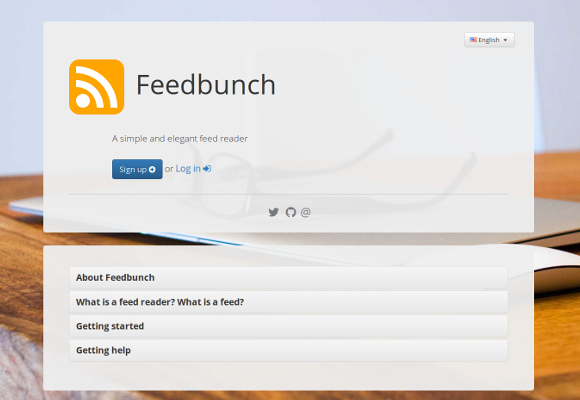 English
Feedbunch
A simple and elegant feed reader
Sign up or Log in
@
About Feedbunch
What is a feed reader? What is a feed?
Getting started
Getting help